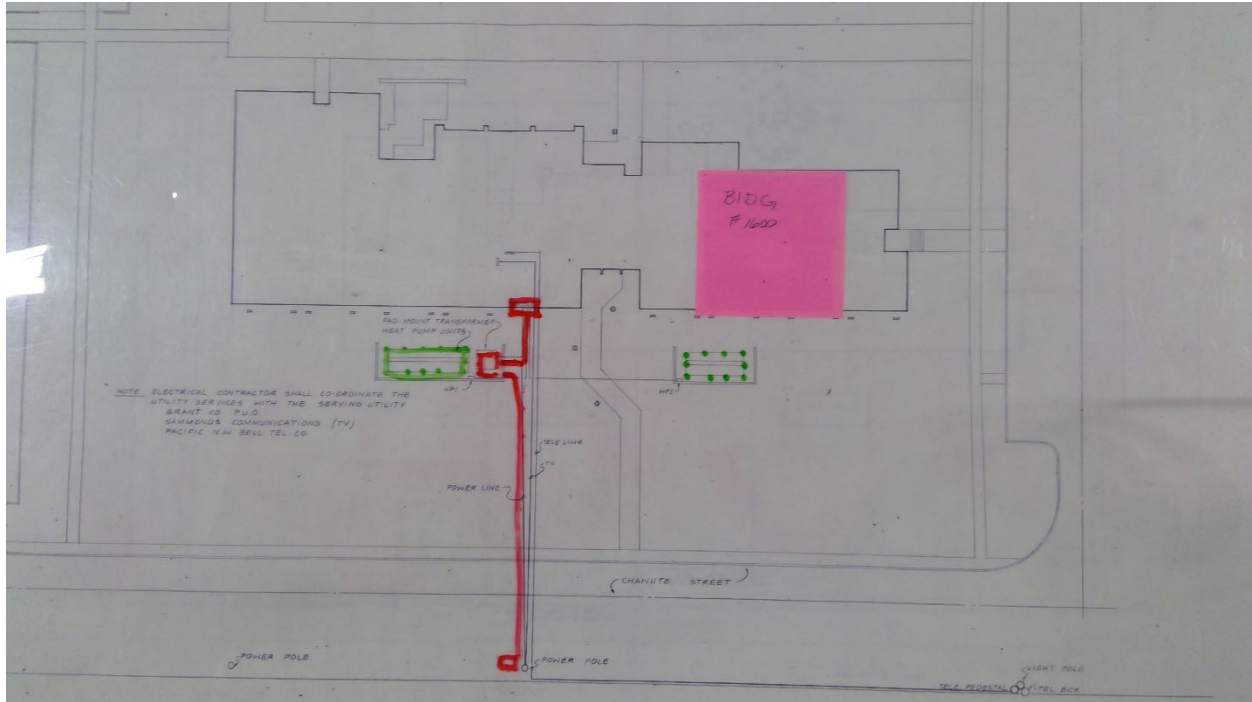 BLDG
# 1600
PAD-MOUNT TRANSFORMER
HEAT PUMP UNITS
HP1
HP2
NOTE: ELECTRICAL CONTRACTOR SHALL CO-ORDINATE THE
UTILITY SERVICES WITH THE SERVING UTILITY
GRANT CO. P.U.D.
SAMMONDS COMMUNICATIONS (TV)
PACIFIC N.W. BELL TEL. CO.
TELE LINE
TV
POWER LINE
CHANUTE STREET
POWER POLE
POWER POLE
LIGHT POLE
TELE PEDESTAL
TEL BOX